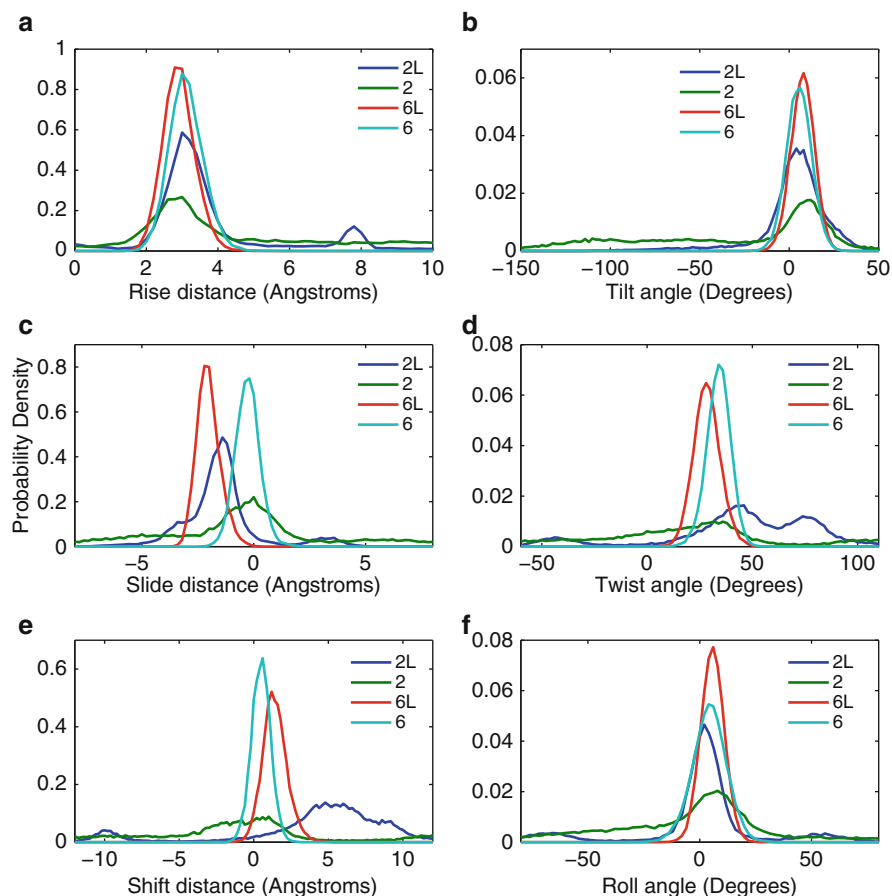 a
1
0.8
0.6
0.4
0.2
0
0 2 4 6 8 10
Rise distance (Angstroms)
2L
2
6L
6
b
0.06
0.04
0.02
0
−150 −100 −50 0 50
Tilt angle (Degrees)
2L
2
6L
6
c
0.8
0.6
0.4
0.2
0
−5 0 5
Slide distance (Angstroms)
Probability Density
2L
2
6L
6
d
0.08
0.06
0.04
0.02
0
−50 0 50 100
Twist angle (Degrees)
2L
2
6L
6
e
0.6
0.4
0.2
0
−10 −5 0 5 10
Shift distance (Angstroms)
2L
2
6L
6
f
0.08
0.06
0.04
0.02
0
−50 0 50
Roll angle (Degrees)
2L
2
6L
6